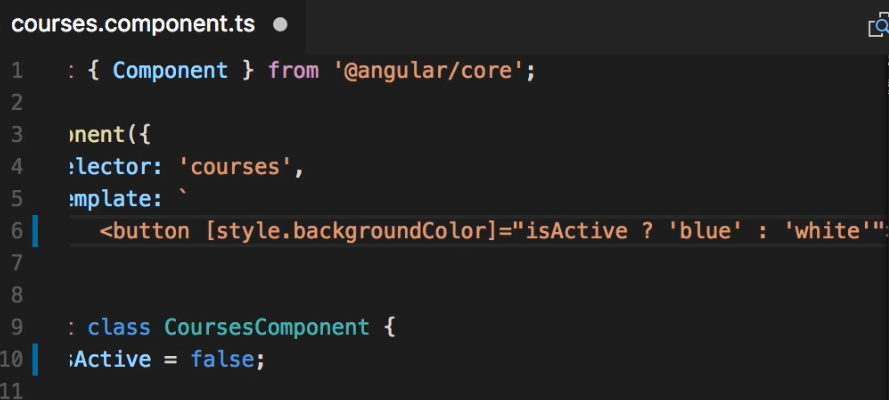 courses.component.ts
1 : { Component } from '@angular/core';
2
3 onent({
4 elector: 'courses',
5 emplate: `
6 <button [style.backgroundColor]="isActive ? 'blue' : 'white'"
7
8
9 : class CoursesComponent {
10 sActive = false;
11